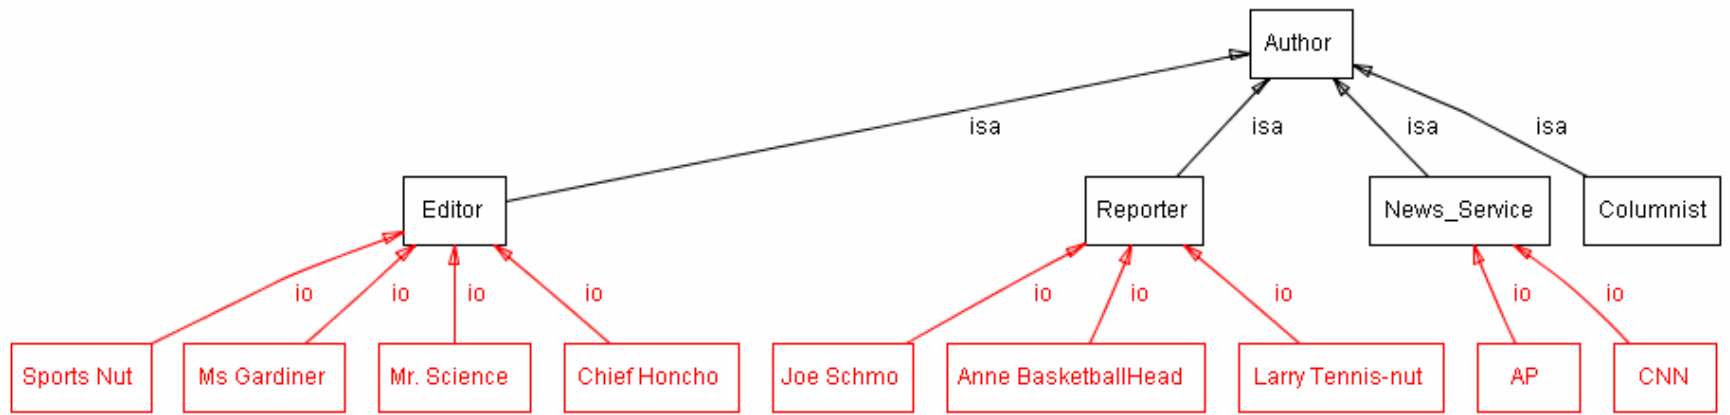 Author
isa
isa
isa
isa
Editor
Reporter
News_Service
Columnist
io
io
io
io
io
io
io
io
io
Sports Nut
Ms Gardiner
Mr. Science
Chief Honcho
Joe Schmo
Anne BasketballHead
Larry Tennis-nut
AP
CNN